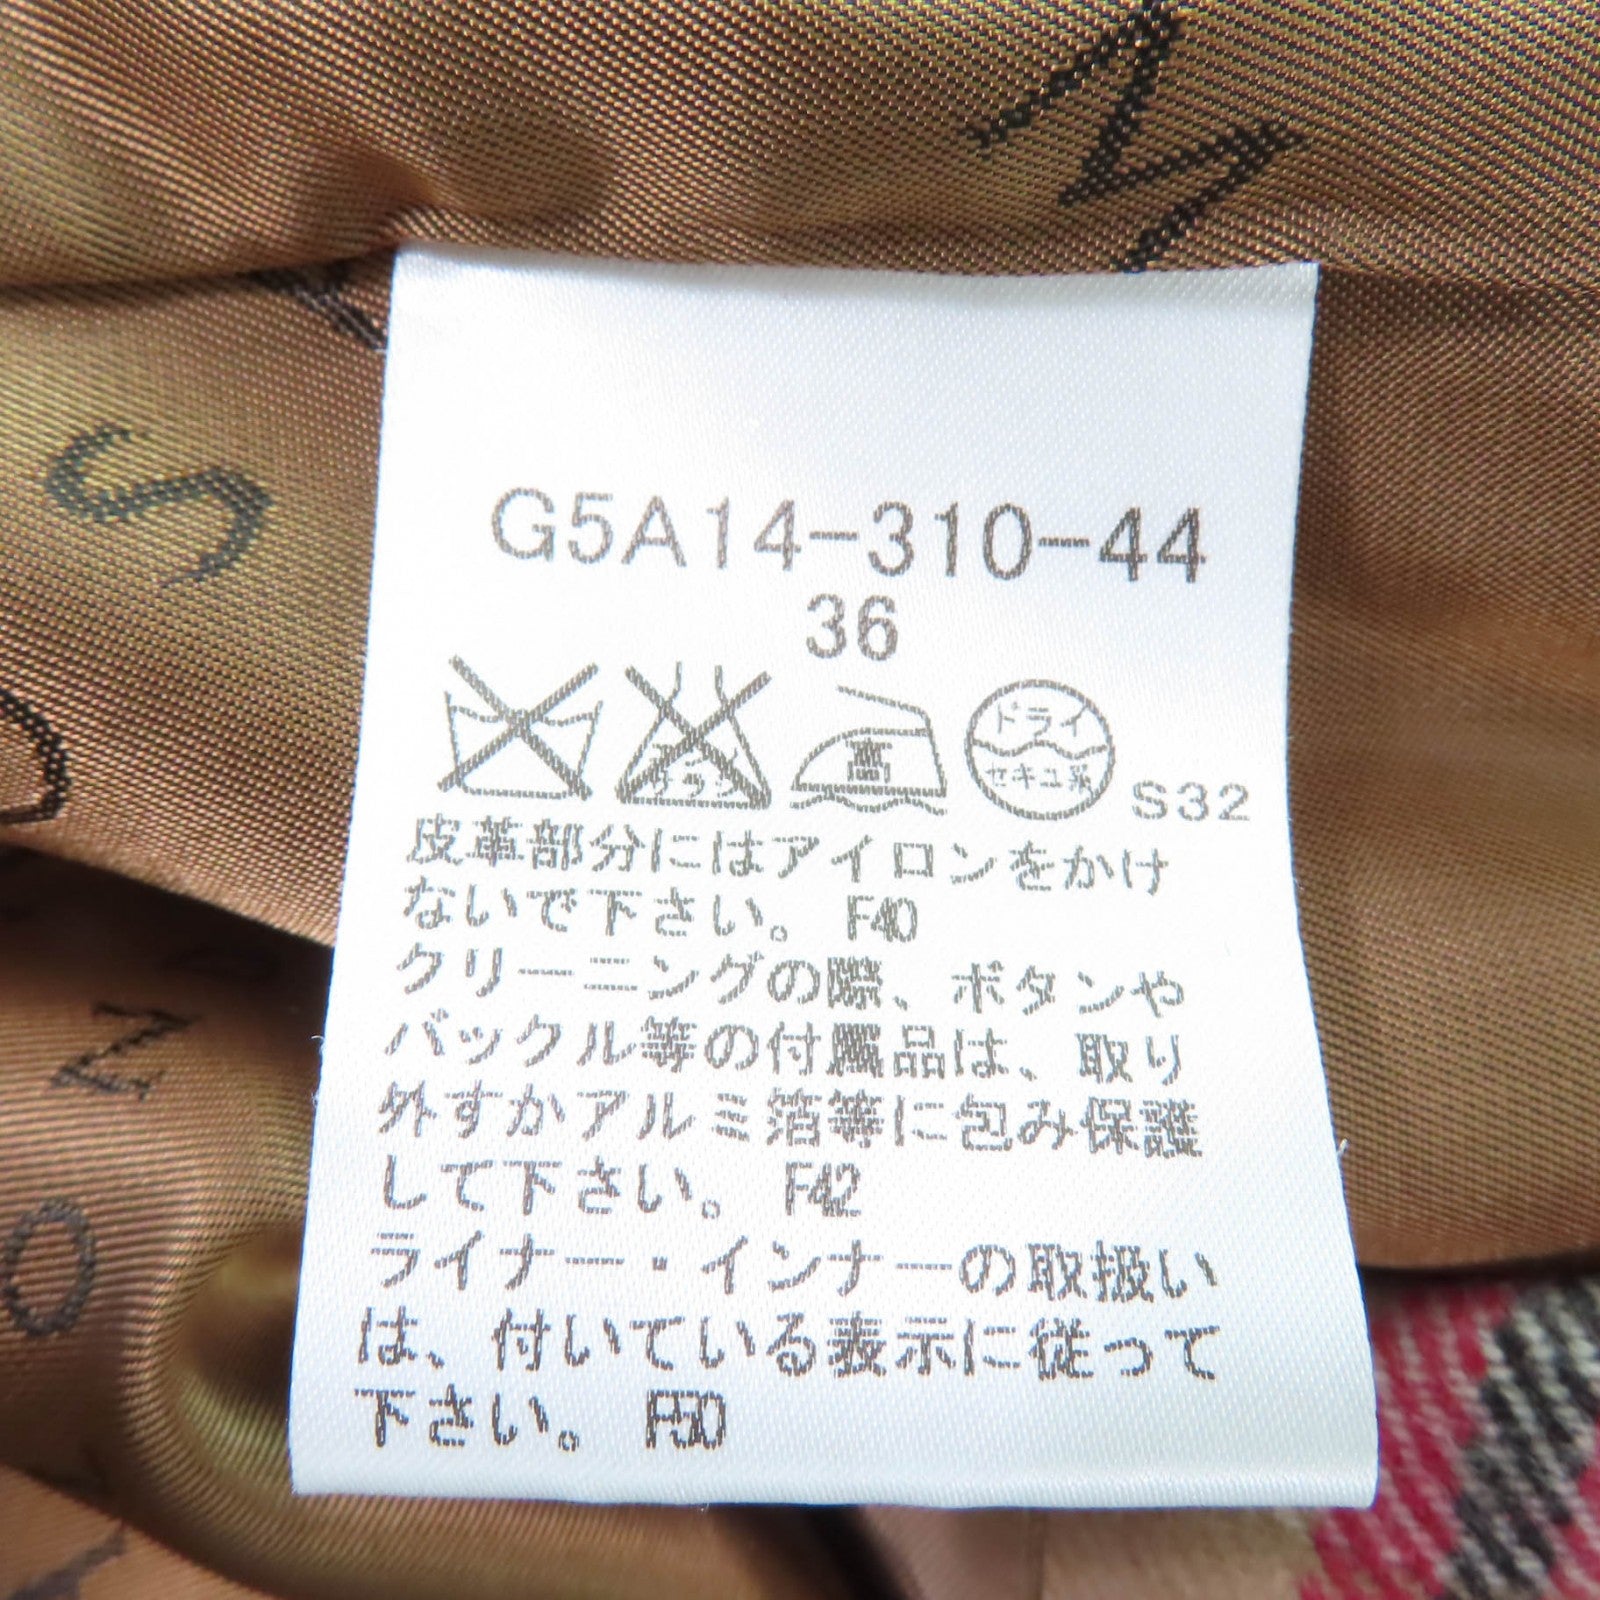 G5A14-310-44
36
ドライ
セキユ系
S32
皮革部分にはアイロンをかけ
ないで下さい。 F40
クリーニングの際、ボタンや
バックル等の付属品は、取り
外すかアルミ箔等に包み保護
して下さい。 F42
ライナー・インナーの取扱い
は、付いている表示に従って
下さい。 F50